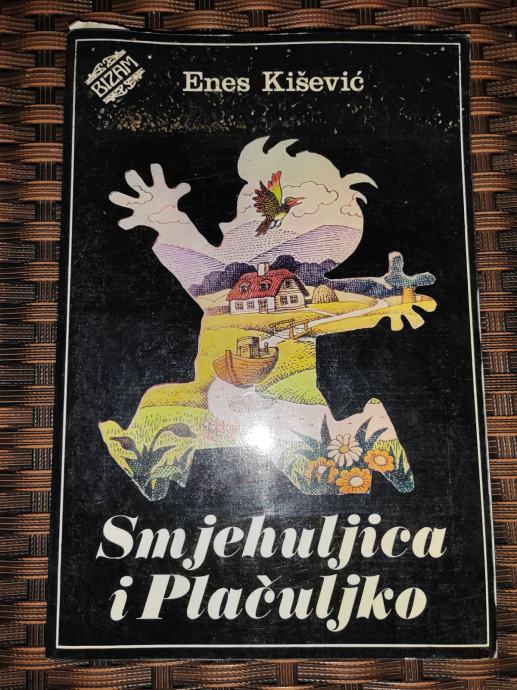 BIZAM
Enes Kišević
Smjehuljica
i Plačuljko